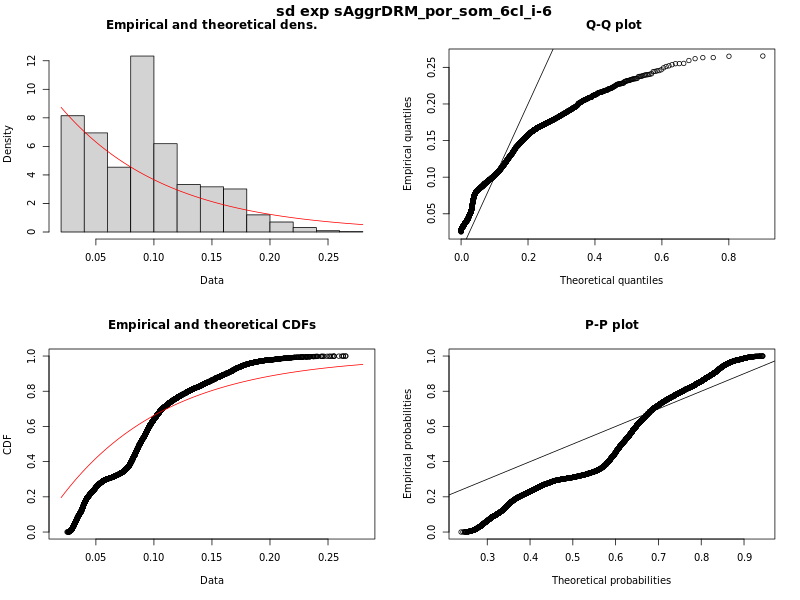 sd exp sAggrDRM_por_som_6cl_i-6
Empirical and theoretical dens.
Density
0 2 4 6 8 10 12
0.05 0.10 0.15 0.20 0.25
Data
Q-Q plot
Empirical quantiles
0.05 0.10 0.15 0.20 0.25
0.0 0.2 0.4 0.6 0.8
Theoretical quantiles
Empirical and theoretical CDFs
CDF
0.0 0.2 0.4 0.6 0.8 1.0
0.05 0.10 0.15 0.20 0.25
Data
P-P plot
Empirical probabilities
0.0 0.2 0.4 0.6 0.8 1.0
0.3 0.4 0.5 0.6 0.7 0.8 0.9
Theoretical probabilities